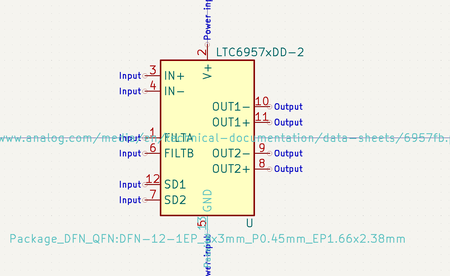 Power in
2
LTC6957xDD-2
V+
Input 3 IN+
Input 4 IN-
OUT1- 10 Output
OUT1+ 11 Output
www.analog.com/media/en/technical-documentation/data-sheets/6957fb.
Input 1 FILTA
Input 6 FILTB
OUT2- 9 Output
OUT2+ 8 Output
Input 12 SD1
Input 7 SD2
GND
5
U
Power input
Package_DFN_QFN:DFN-12-1EP_3x3mm_P0.45mm_EP1.66x2.38mm